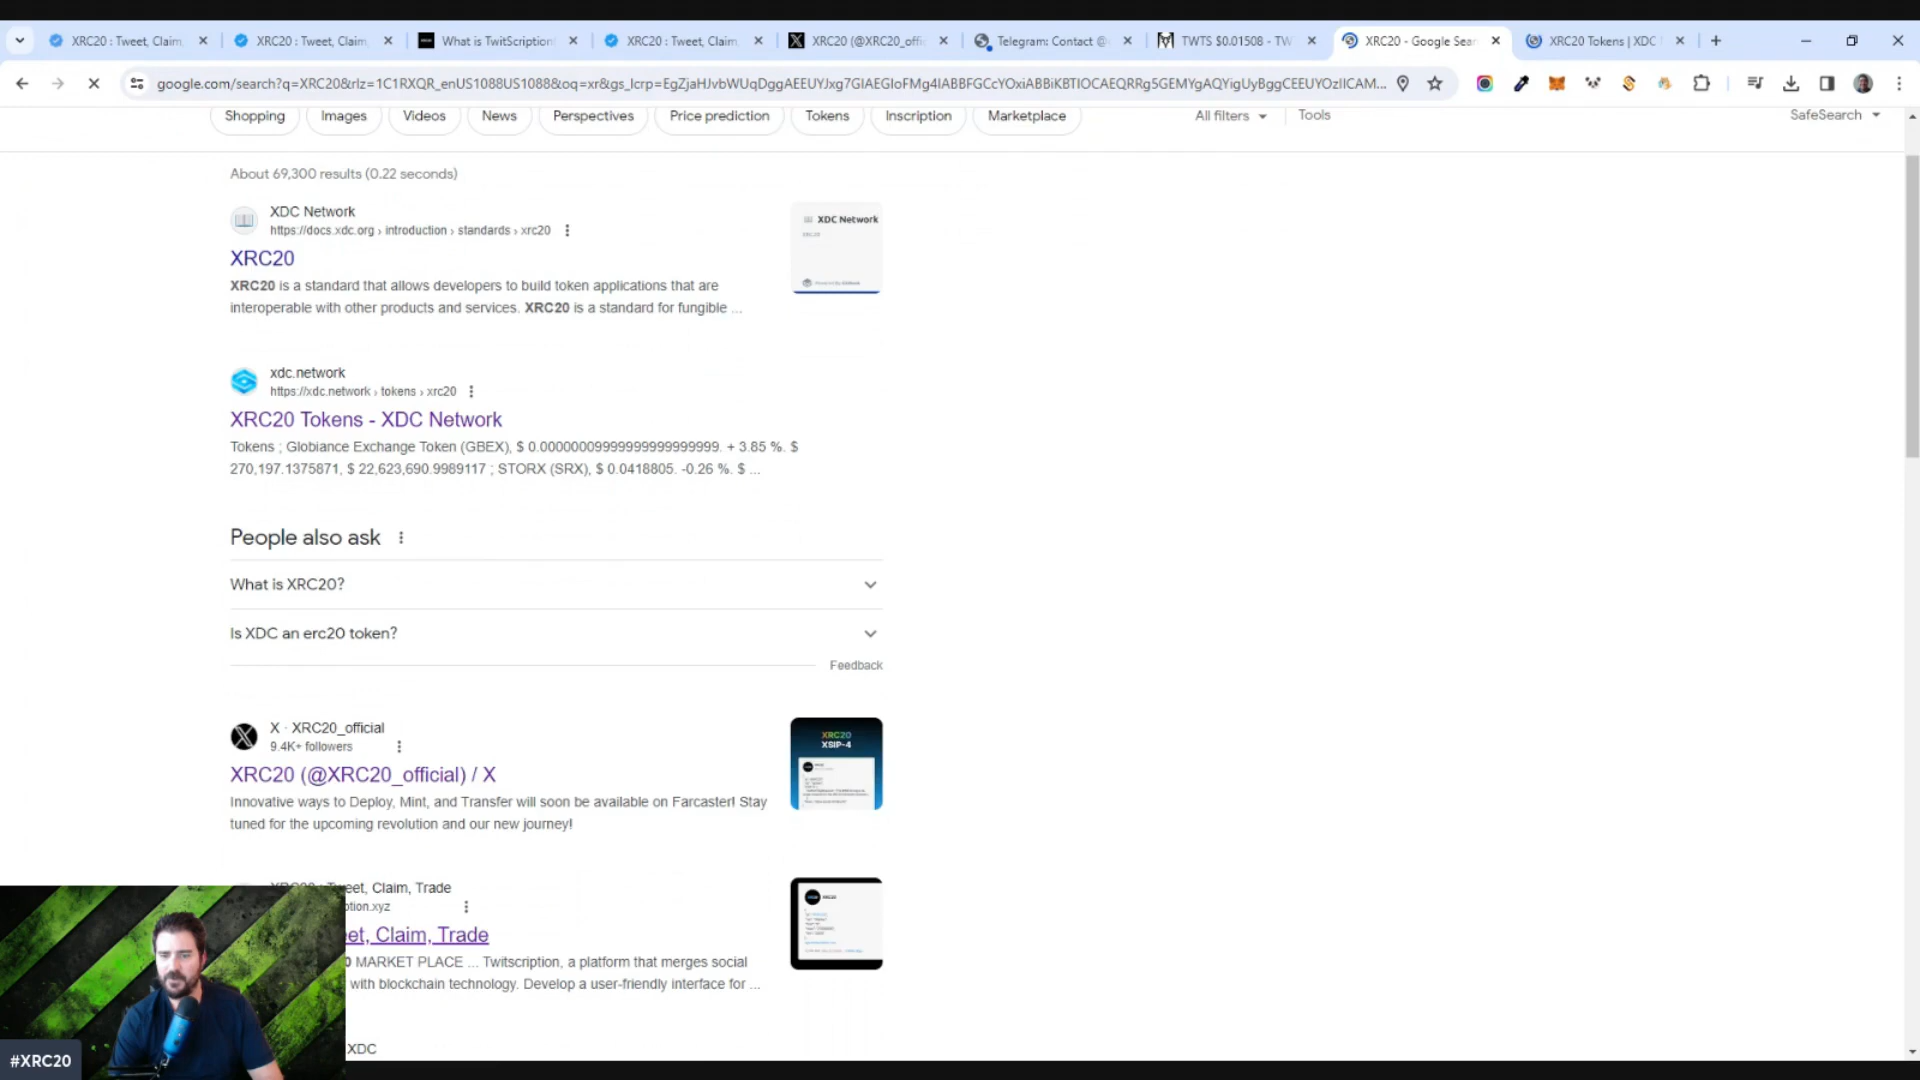 XRC20 : Tweet, Claim,
XRC20 : Tweet, Claim,
What is TwitScription
XRC20 : Tweet, Claim,
XRC20 (@XRC20_offic
Telegram: Contact @
TWTS $0.01508 - TW
XRC20 - Google Sear
XRC20 Tokens | XDC
google.com/search?q=XRC20&rlz=1C1RXQR_enUS1088US1088&oq=xr&gs_lcrp=EgZjaHJvbWUqDggAEEUYJxg7GIAEGIoFMg4IABBFGCcYOxiABBiKBTIOCAEQRRg5GEMYgAQYigUyBggCEEUYOzIICAM...
Shopping
Images
Videos
News
Perspectives
Price prediction
Tokens
Inscription
Marketplace
All filters
Tools
SafeSearch
About 69,300 results (0.22 seconds)
XDC Network
https://docs.xdc.org › introduction › standards › xrc20
XRC20
XRC20 is a standard that allows developers to build token applications that are
interoperable with other products and services. XRC20 is a standard for fungible ...
XDC Network
xdc.network
https://xdc.network › tokens › xrc20
XRC20 Tokens - XDC Network
Tokens ; Globiance Exchange Token (GBEX), $ 0.00000009999999999999999. + 3.85 %. $
270,197.1375871, $ 22,623,690.9989117 ; STORX (SRX), $ 0.0418805. -0.26 %. $ ...
People also ask
What is XRC20?
Is XDC an erc20 token?
Feedback
X · XRC20_official
9.4K+ followers
XRC20 (@XRC20_official) / X
Innovative ways to Deploy, Mint, and Transfer will soon be available on Farcaster! Stay
tuned for the upcoming revolution and our new journey!
XRC20
XSIP-4
XRC20 : Tweet, Claim, Trade
ption.xyz
et, Claim, Trade
0 MARKET PLACE ... Twitscription, a platform that merges social
with blockchain technology. Develop a user-friendly interface for ...
XRC20
XDC
#XRC20